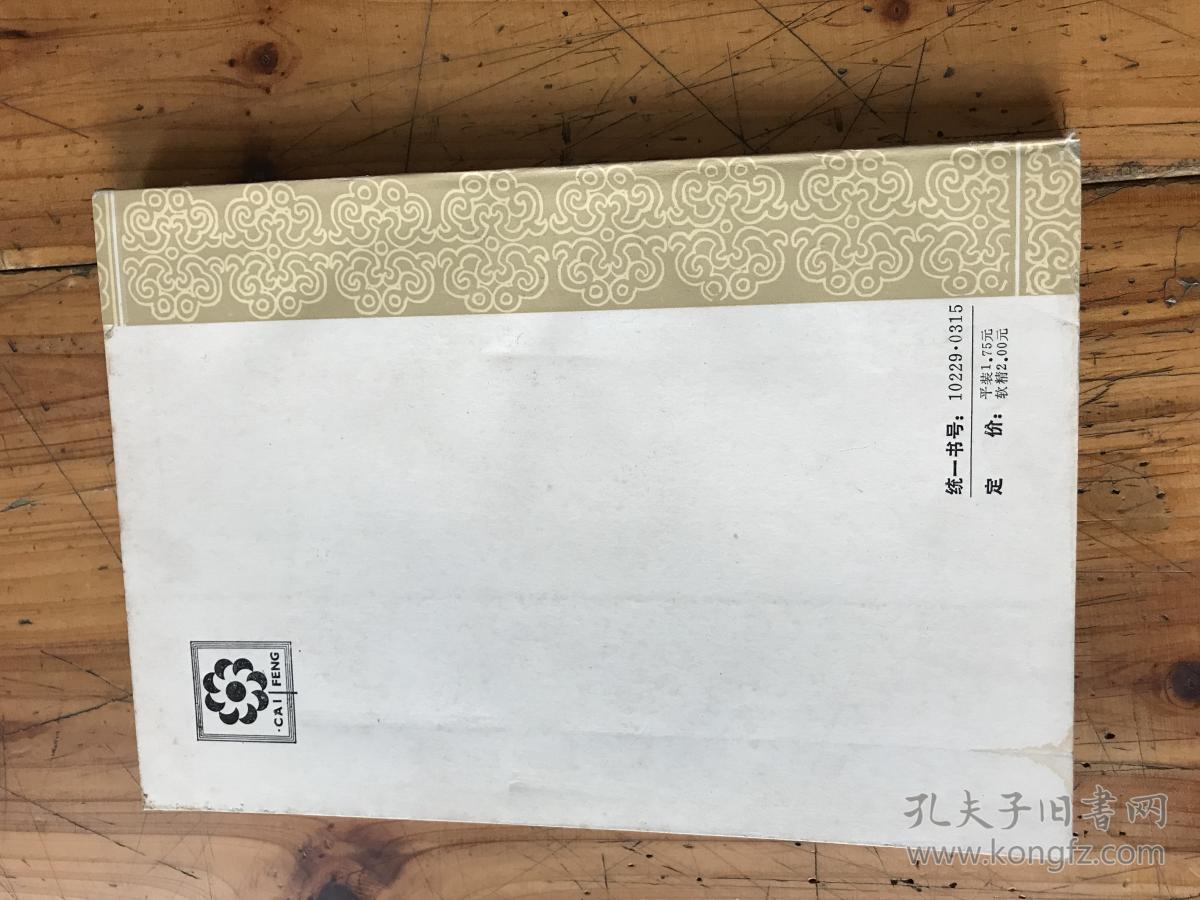 统一书号：10229·0315
定　价：平装1.75元
软精2.00元
·CAI FENG
孔夫子旧書网
www.kongfz.com